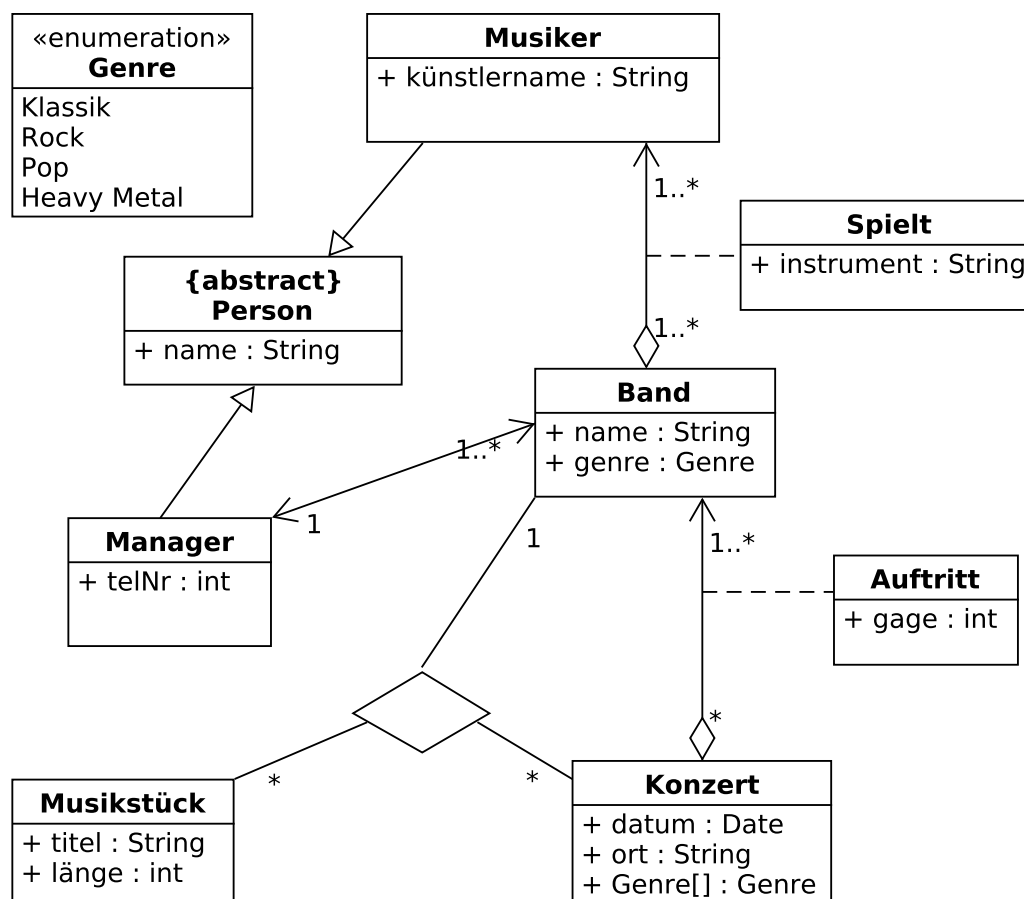 «enumeration»
Genre
Klassik
Rock
Pop
Heavy Metal
Musiker
+ künstlername : String
1..*
Spielt
+ instrument : String
1..*
{abstract}
Person
+ name : String
Band
+ name : String
+ genre : Genre
1..*
1
Manager
+ telNr : int
1
1..*
Auftritt
+ gage : int
*
*
*
Musikstück
+ titel : String
+ länge : int
Konzert
+ datum : Date
+ ort : String
+ Genre[] : Genre